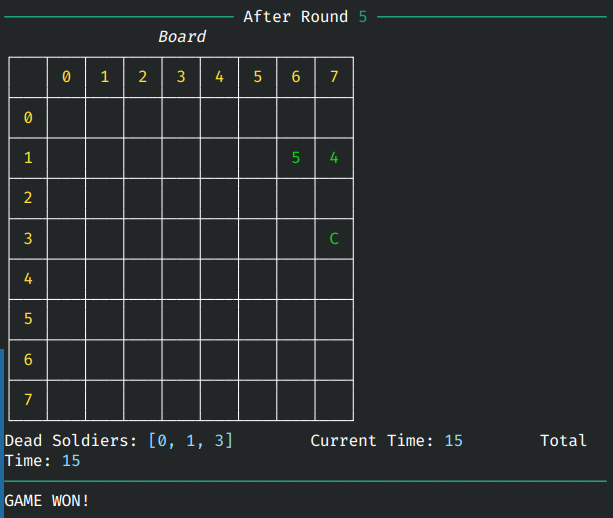 After Round 5
Board
0 1 2 3 4 5 6 7
0
1 5 4
2
3 C
4
5
6
7
Dead Soldiers: [0, 1, 3] Current Time: 15 Total
Time: 15
GAME WON!